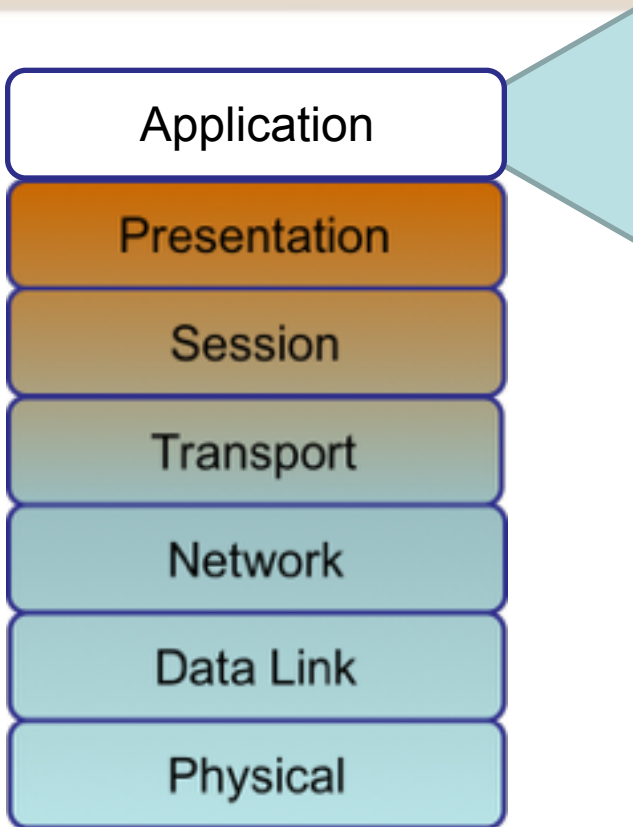 Application
Presentation
Session
Transport
Network
Data Link
Physical